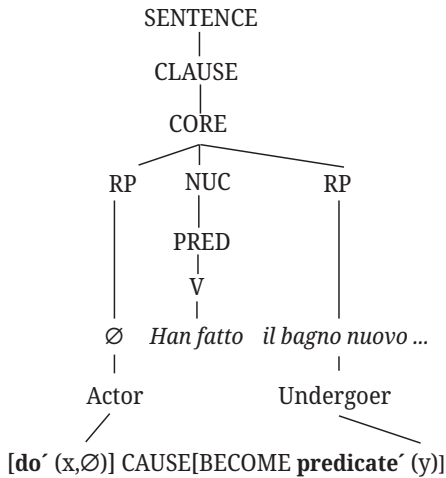 SENTENCE
CLAUSE
CORE
RP NUC RP
PRED
V
∅ Han fatto il bagno nuovo ...
Actor Undergoer
[do´ (x,∅)] CAUSE[BECOME predicate´ (y)]